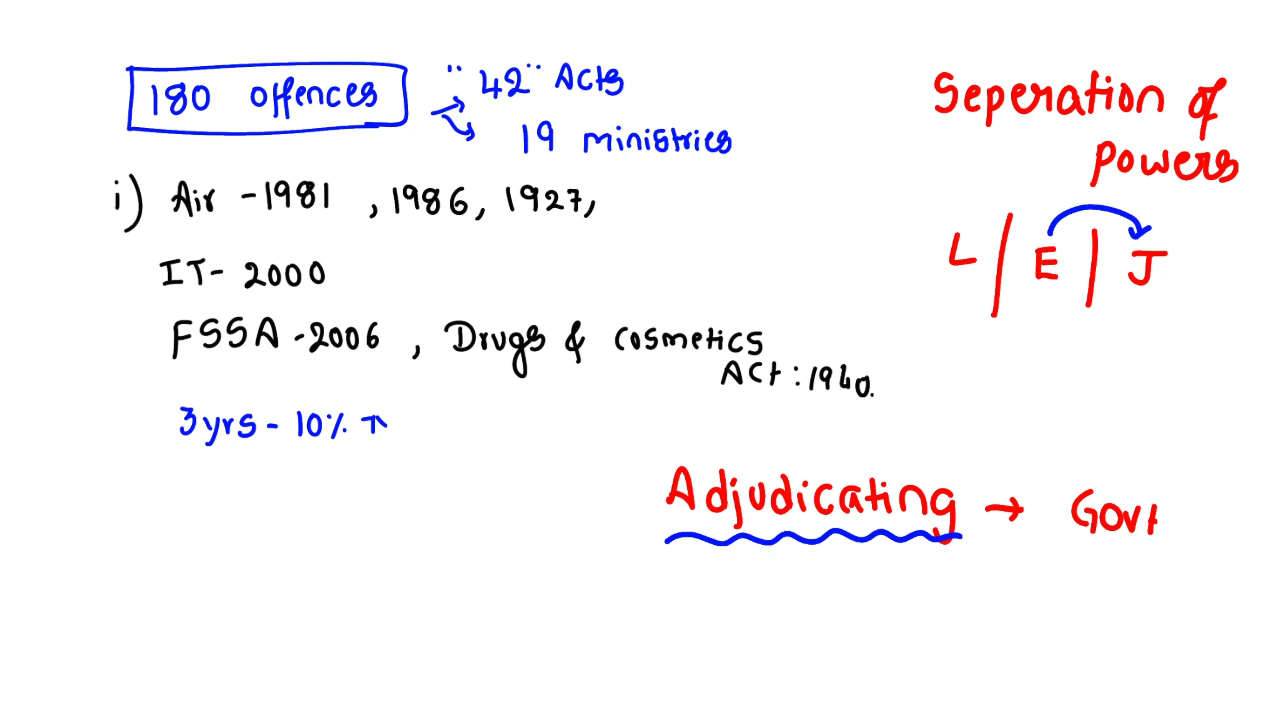 180 offences → "42" Acts
→ 19 ministries
i) Air - 1981 , 1986, 1927,
IT- 2000
FSSA - 2006 , Drugs & cosmetics
Act : 1940.
3yrs - 10% ↑
Seperation of
Powers
L / E | J
Adjudicating → Govt